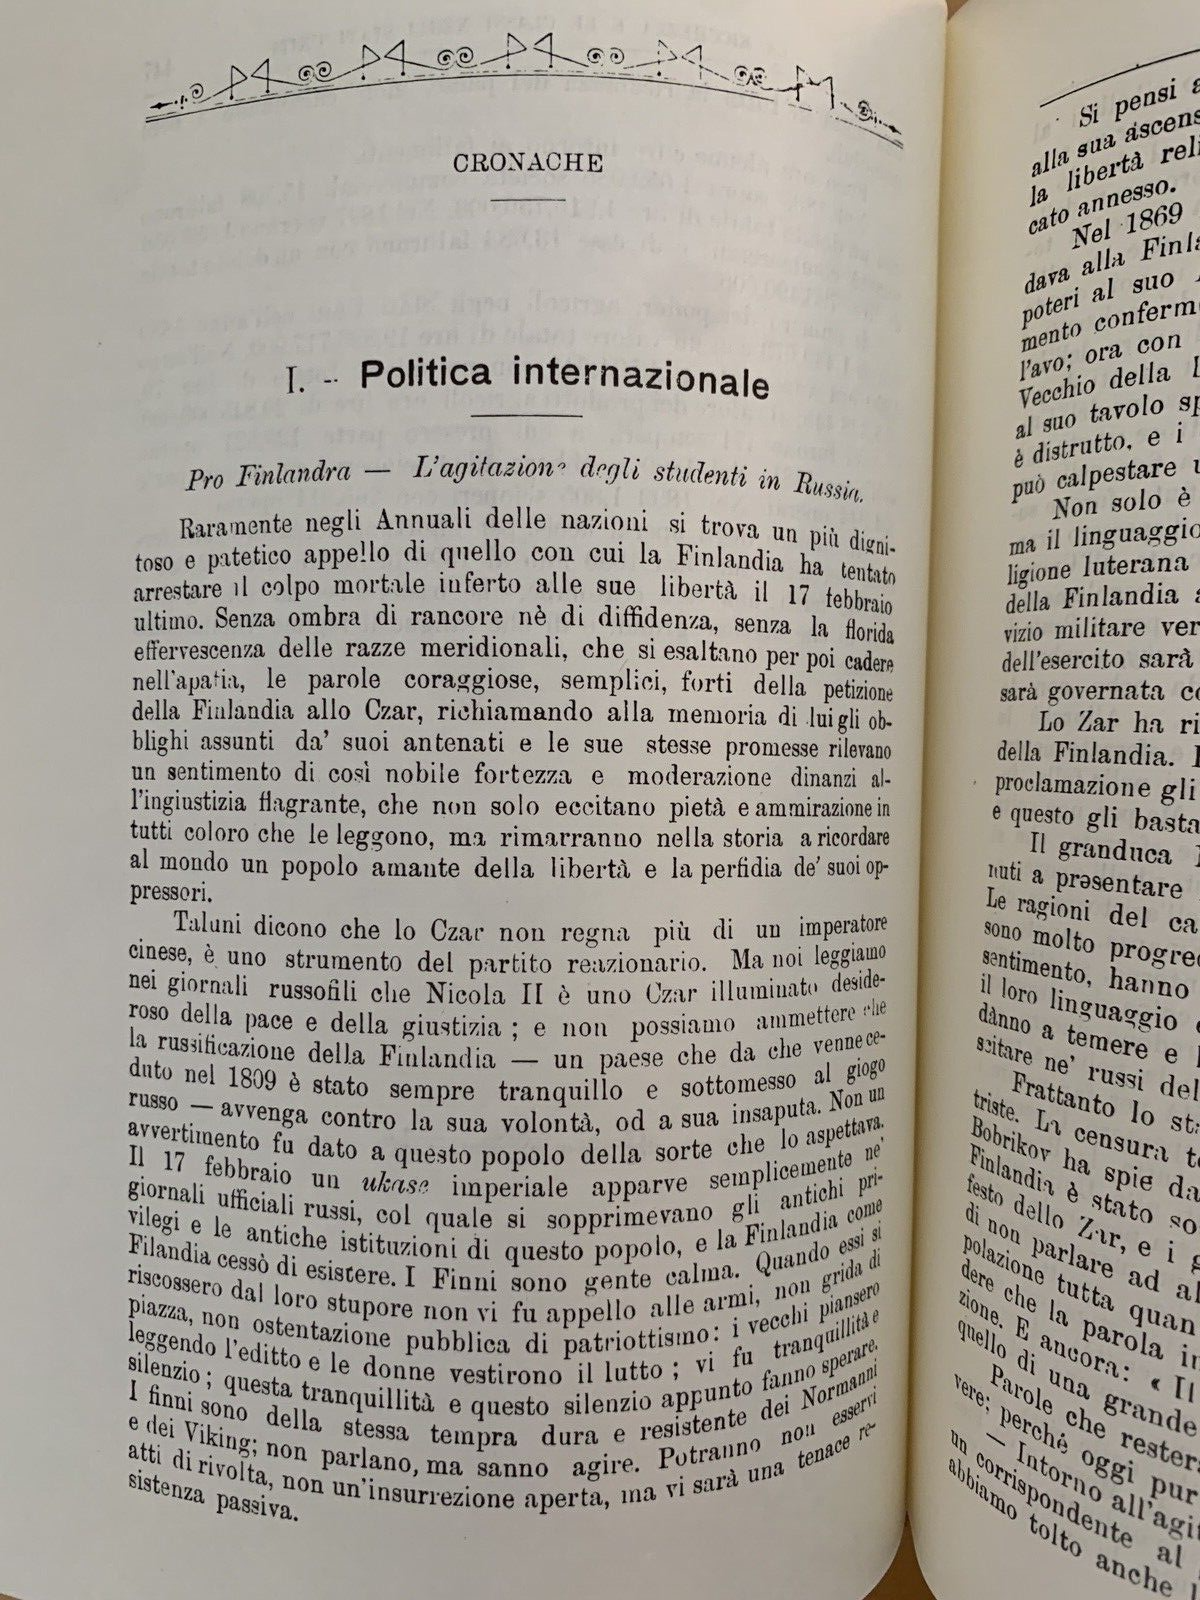 CRONACHE
I. -- Politica internazionale
Pro Finlandra — L'agitazione degli studenti in Russia.
Raramente negli Annuali delle nazioni si trova un più digni-
toso e patetico appello di quello con cui la Finlandia ha tentato
arrestare il colpo mortale inferto alle sue libertà il 17 febbraio
ultimo. Senza ombra di rancore nè di diffidenza, senza la florida
effervescenza delle razze meridionali, che si esaltano per poi cadere
nell'apatia, le parole coraggiose, semplici, forti della petizione
della Finlandia allo Czar, richiamando alla memoria di lui gli ob-
blighi assunti da' suoi antenati e le sue stesse promesse rilevano
un sentimento di così nobile fortezza e moderazione dinanzi al-
l'ingiustizia flagrante, che non solo eccitano pietà e ammirazione in
tutti coloro che le leggono, ma rimarranno nella storia a ricordare
al mondo un popolo amante della libertà e la perfidia de' suoi op-
pressori.
Taluni dicono che lo Czar non regna più di un imperatore
cinese, è uno strumento del partito reazionario. Ma noi leggiamo
nei giornali russofili che Nicola II è uno Czar illuminato deside-
roso della pace e della giustizia ; e non possiamo ammettere che
la russificazione della Finlandia — un paese che da che venne ce-
duto nel 1809 è stato sempre tranquillo e sottomesso al giogo
russo — avvenga contro la sua volontà, od a sua insaputa. Non un
avvertimento fu dato a questo popolo della sorte che lo aspettava.
Il 17 febbraio un ukase imperiale apparve semplicemente ne'
giornali ufficiali russi, col quale si sopprimevano gli antichi pri-
vilegi e le antiche istituzioni di questo popolo, e la Finlandia come
Filandia cessò di esistere. I Finni sono gente calma. Quando essi si
riscossero dal loro stupore non vi fu appello alle armi, non grida di
piazza, non ostentazione pubblica di patriottismo: i vecchi piansero
leggendo l'editto e le donne vestirono il lutto ; vi fu tranquillità e
silenzio ; questa tranquillità e questo silenzio appunto fanno sperare.
I finni sono della stessa tempra dura e resistente dei Normanni
e dei Viking; non parlano, ma sanno agire. Potranno non esservi
atti di rivolta, non un'insurrezione aperta, ma vi sarà una tenace re-
sistenza passiva.
Si pensi a
alla sua ascens
la libertà reli
cato annesso.
Nel 1869
dava alla Finla
poteri al suo
mento conferm
l'avo; ora con
Vecchio della
al suo tavolo sp
è distrutto, e i
può calpestare u
Non solo è
ma il linguaggio
ligione luterana
della Finlandia a
vizio militare ver
dell'esercito sarà
sarà governata co
Lo Zar ha ri
della Finlandia.
proclamazione gli
e questo gli basta
Il granduca
nuti a presentare
Le ragioni del ca
sono molto progred
sentimento, hanno
il loro linguaggio
dànno a temere e
scitare ne' russi del
Frattanto lo sta
triste. La censura te
Bobrikov ha spie da
Finlandia è stato so
festo dello Zar, e i g
di non parlare ad al
polazione tutta quan
dere che la parola in
zione. E ancora: « Il
quello di una grande
Parole che resters
vere; perchè oggi pur
— Intorno all'agit
un corrispondente al
abbiamo tolto anche l